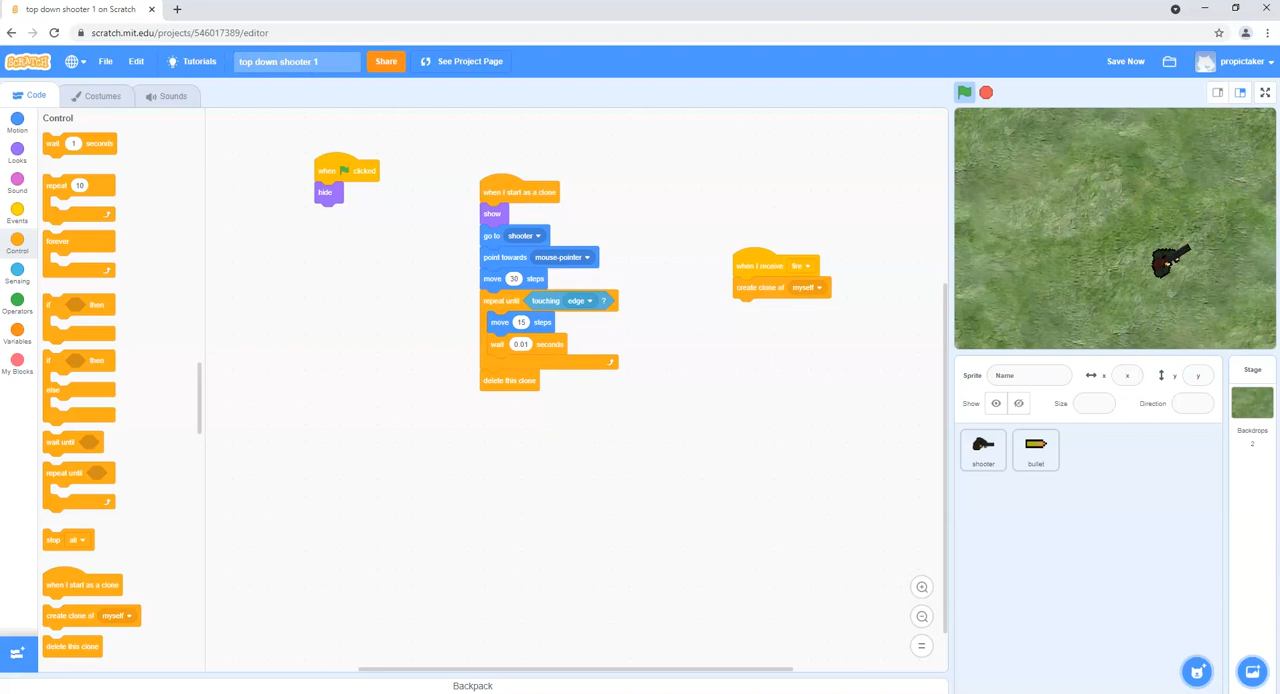 top down shooter 1 on Scratch
scratch.mit.edu/projects/546017389/editor
SCRATCH
File
Edit
Tutorials
top down shooter 1
Share
See Project Page
Save Now
propictaker
Code
Costumes
Sounds
Motion
Looks
Sound
Events
Control
Sensing
Operators
Variables
My Blocks
Control
wait 1 seconds
repeat 10
forever
if then
if then
else
wait until
repeat until
stop all
when I start as a clone
create clone of myself
delete this clone
when clicked
hide
when I start as a clone
show
go to shooter
point towards mouse-pointer
move 30 steps
repeat until touching edge ?
move 15 steps
wait 0.01 seconds
delete this clone
when I receive fire
create clone of myself
Sprite Name x x y y
Show Size Direction
shooter
bullet
Stage
Backdrops
2
Backpack